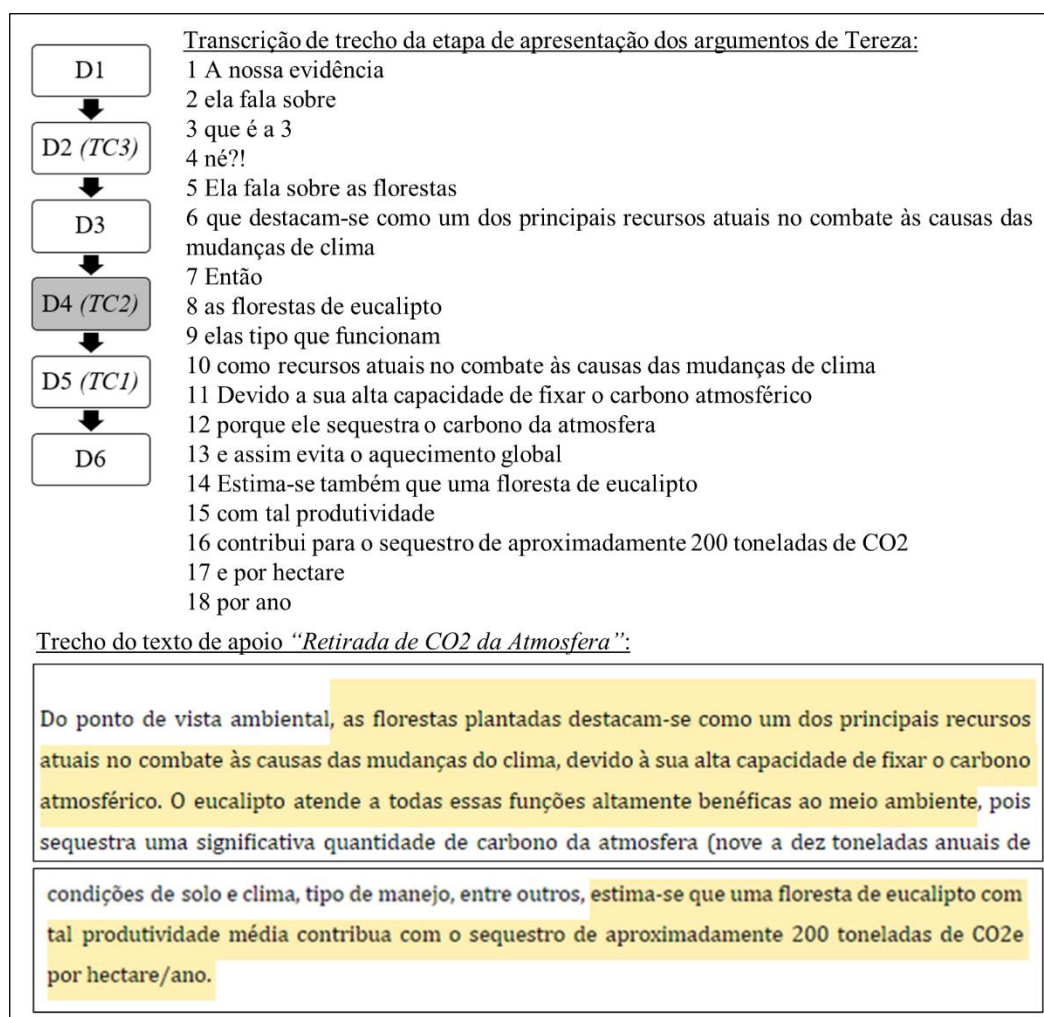 D1
D2 (TC3)
D3
D4 (TC2)
D5 (TC1)
D6
Transcrição de trecho da etapa de apresentação dos argumentos de Tereza:
1 A nossa evidência
2 ela fala sobre
3 que é a 3
4 né?!
5 Ela fala sobre as florestas
6 que destacam-se como um dos principais recursos atuais no combate às causas das
mudanças de clima
7 Então
8 as florestas de eucalipto
9 elas tipo que funcionam
10 como recursos atuais no combate às causas das mudanças de clima
11 Devido a sua alta capacidade de fixar o carbono atmosférico
12 porque ele sequestra o carbono da atmosfera
13 e assim evita o aquecimento global
14 Estima-se também que uma floresta de eucalipto
15 com tal produtividade
16 contribui para o sequestro de aproximadamente 200 toneladas de CO2
17 e por hectare
18 por ano
Trecho do texto de apoio “Retirada de CO2 da Atmosfera”:
Do ponto de vista ambiental, as florestas plantadas destacam-se como um dos principais recursos
atuais no combate às causas das mudanças do clima, devido à sua alta capacidade de fixar o carbono
atmosférico. O eucalipto atende a todas essas funções altamente benéficas ao meio ambiente, pois
sequestra uma significativa quantidade de carbono da atmosfera (nove a dez toneladas anuais de
condições de solo e clima, tipo de manejo, entre outros, estima-se que uma floresta de eucalipto com
tal produtividade média contribua com o sequestro de aproximadamente 200 toneladas de CO2e
por hectare/ano.